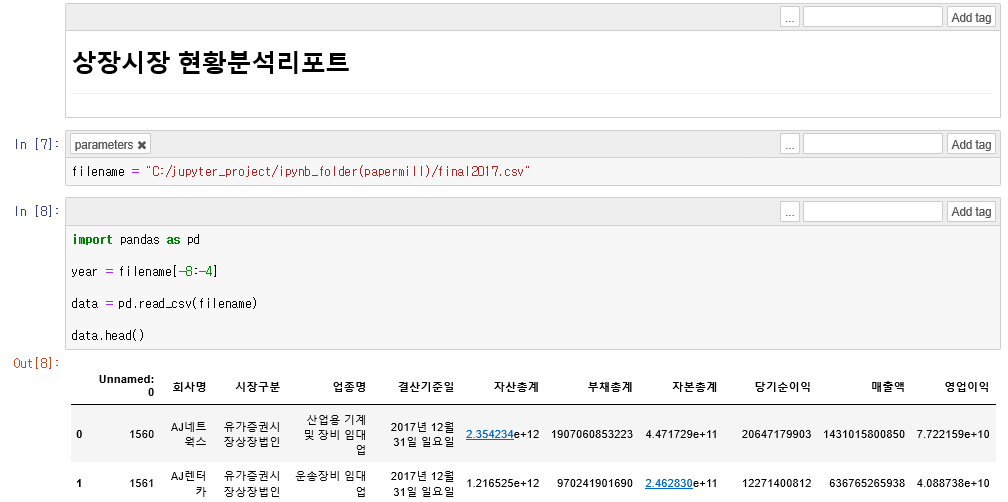 ... Add tag
상장시장 현황분석리포트
In [7]: parameters ✖ ... Add tag
filename = "C:/jupyter_project/ipynb_folder(papermill)/final2017.csv"
In [8]: ... Add tag
import pandas as pd
year = filename[-8:-4]
data = pd.read_csv(filename)
data.head()
Out[8]:
Unnamed: 0 회사명 시장구분 업종명 결산기준일 자산총계 부채총계 자본총계 당기순이익 매출액 영업이익
0 1560 AJ네트웍스 유가증권시장상장법인 산업용 기계 및 장비 임대업 2017년 12월 31일 일요일 2.354234e+12 1907060853223 4.471729e+11 20647179903 1431015800850 7.722159e+10
1 1561 AJ렌터카 유가증권시장상장법인 운송장비 임대업 2017년 12월 31일 일요일 1.216525e+12 970241901690 2.462830e+11 12271400812 636765265938 4.088738e+10